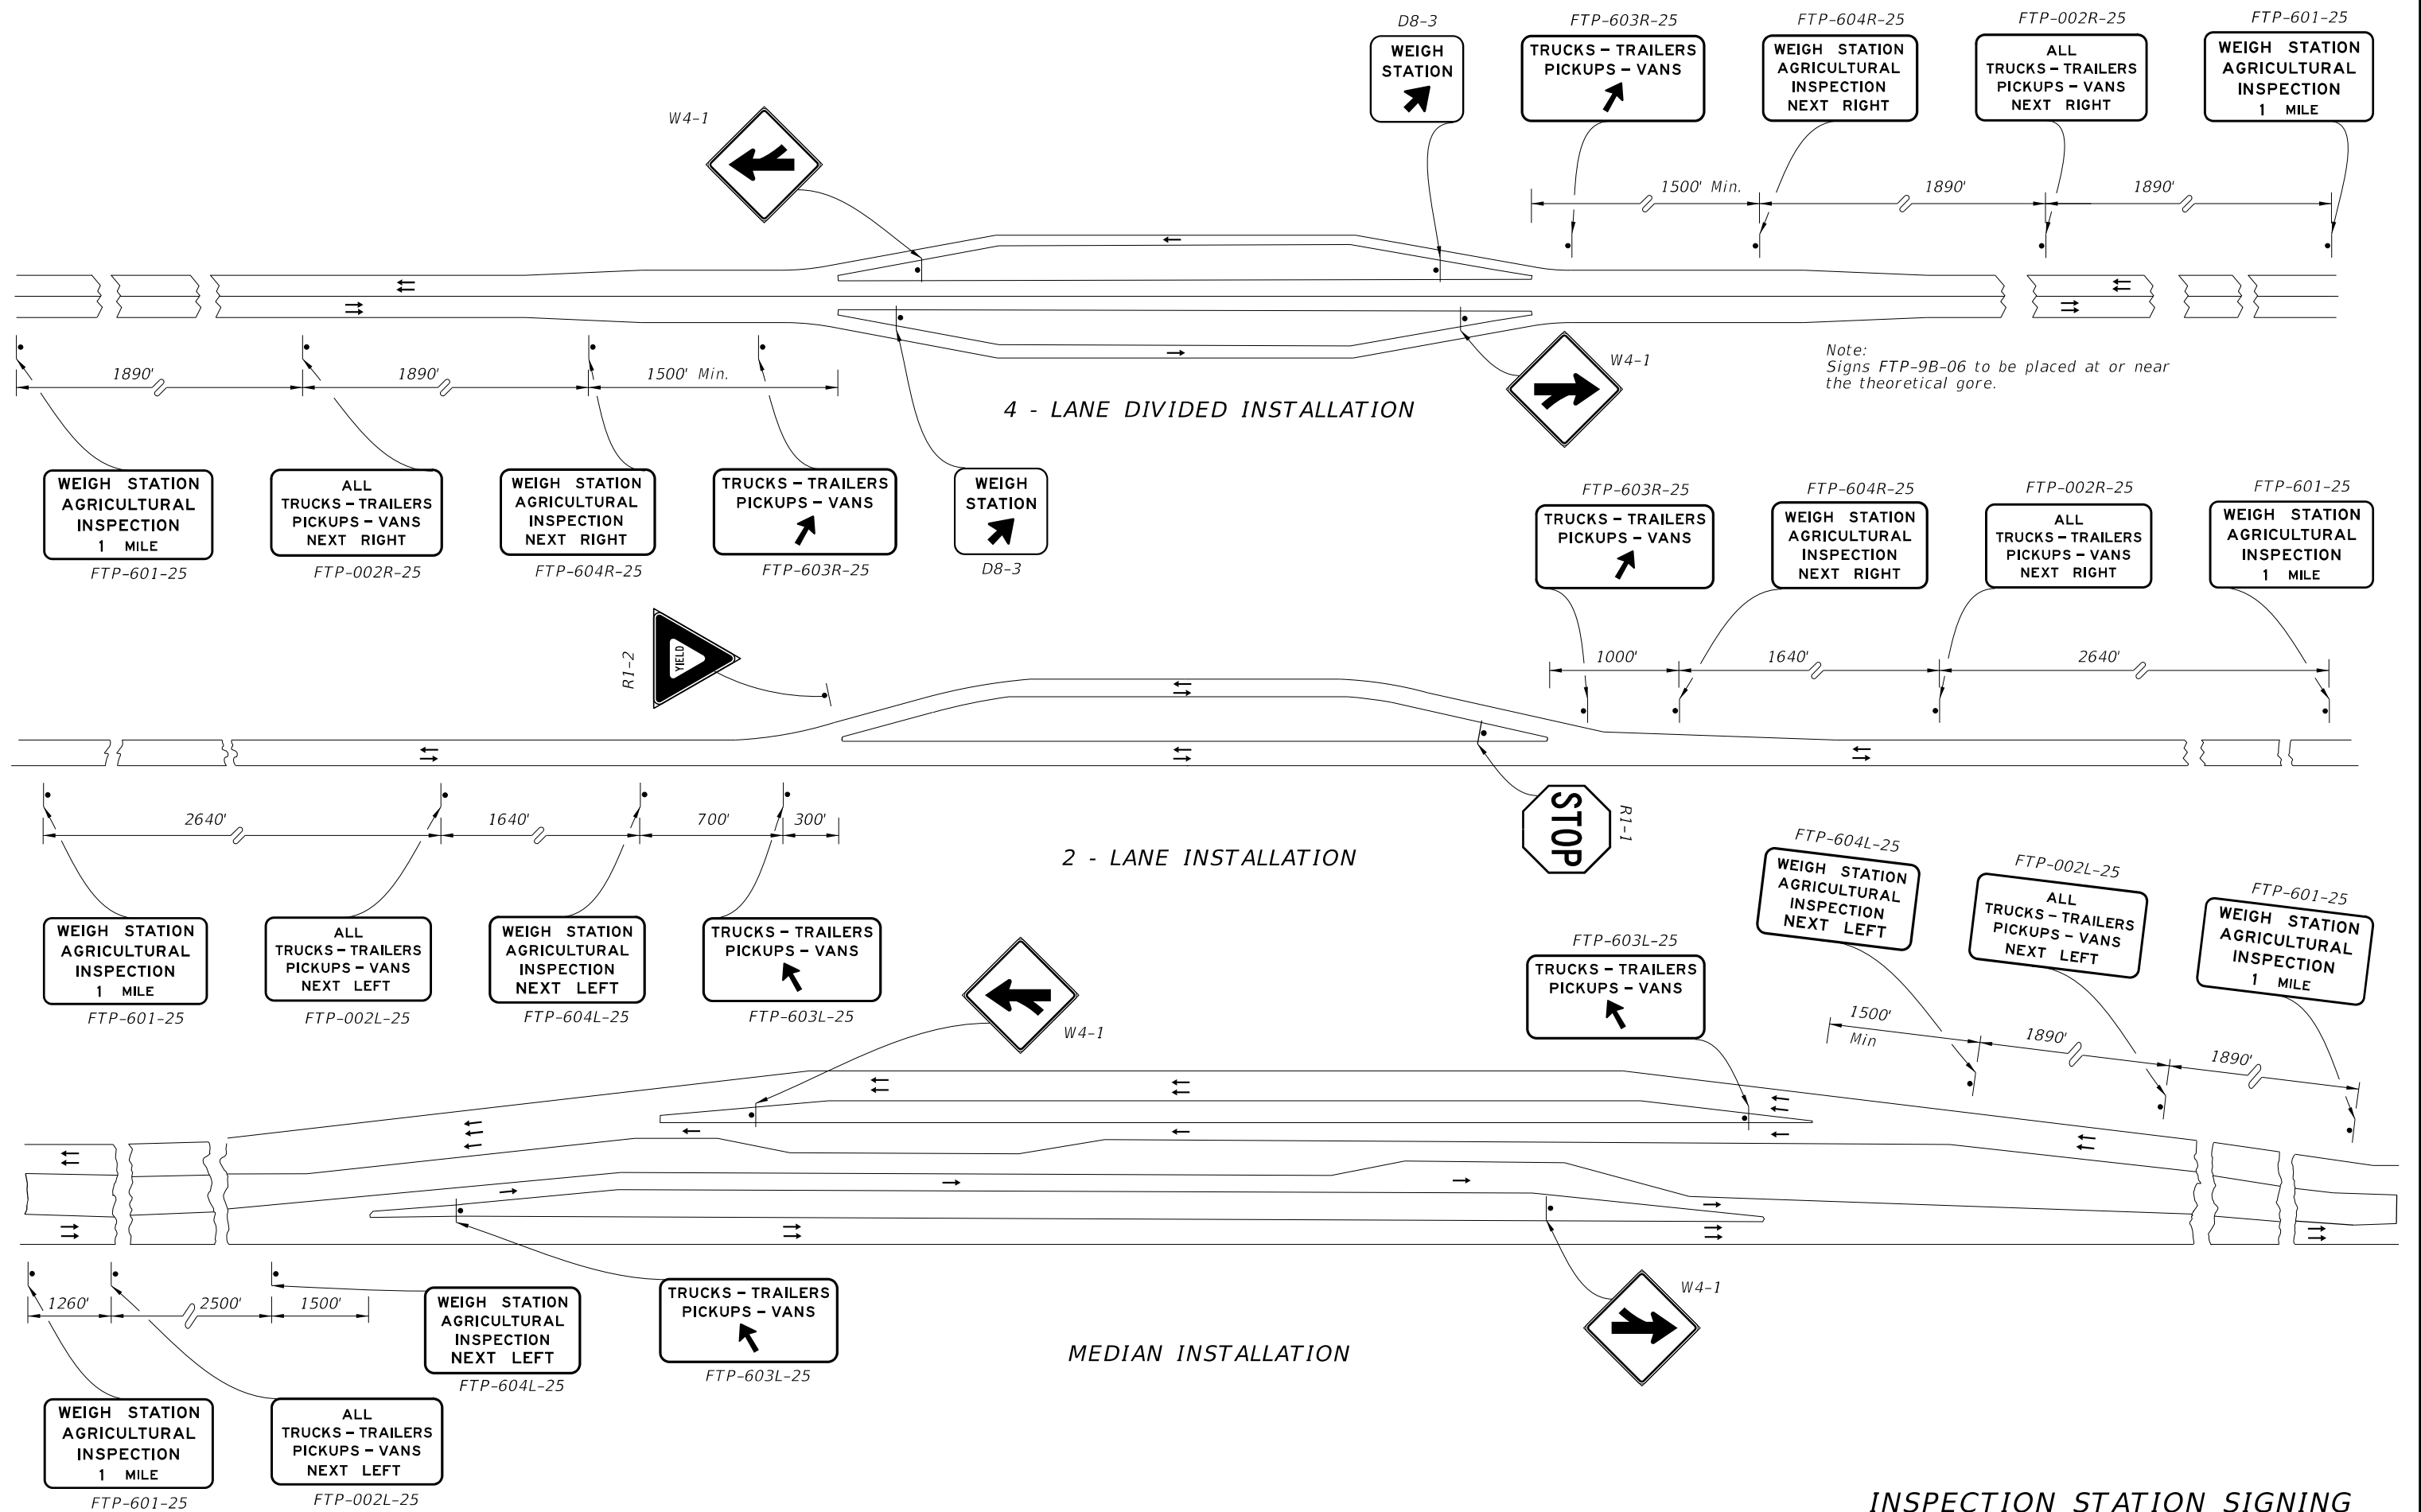 D8-3
WEIGH
STATION
FTP-603R-25
TRUCKS – TRAILERS
PICKUPS – VANS
FTP-604R-25
WEIGH STATION
AGRICULTURAL
INSPECTION
NEXT RIGHT
FTP-002R-25
ALL
TRUCKS – TRAILERS
PICKUPS – VANS
NEXT RIGHT
FTP-601-25
WEIGH STATION
AGRICULTURAL
INSPECTION
1 MILE
W4-1
1500' Min.
1890'
1890'
1890'
1890'
1500' Min.
W4-1
Note:
Signs FTP-9B-06 to be placed at or near
the theoretical gore.
4 - LANE DIVIDED INSTALLATION
WEIGH STATION
AGRICULTURAL
INSPECTION
1 MILE
FTP-601-25
ALL
TRUCKS – TRAILERS
PICKUPS – VANS
NEXT RIGHT
FTP-002R-25
WEIGH STATION
AGRICULTURAL
INSPECTION
NEXT RIGHT
FTP-604R-25
TRUCKS – TRAILERS
PICKUPS – VANS
FTP-603R-25
WEIGH
STATION
D8-3
FTP-603R-25
TRUCKS – TRAILERS
PICKUPS – VANS
FTP-604R-25
WEIGH STATION
AGRICULTURAL
INSPECTION
NEXT RIGHT
FTP-002R-25
ALL
TRUCKS – TRAILERS
PICKUPS – VANS
NEXT RIGHT
FTP-601-25
WEIGH STATION
AGRICULTURAL
INSPECTION
1 MILE
R1-2
YIELD
1000'
1640'
2640'
2640'
1640'
700'
300'
STOP
R1-1
2 - LANE INSTALLATION
WEIGH STATION
AGRICULTURAL
INSPECTION
1 MILE
FTP-601-25
ALL
TRUCKS – TRAILERS
PICKUPS – VANS
NEXT LEFT
FTP-002L-25
WEIGH STATION
AGRICULTURAL
INSPECTION
NEXT LEFT
FTP-604L-25
TRUCKS – TRAILERS
PICKUPS – VANS
FTP-603L-25
W4-1
FTP-603L-25
TRUCKS – TRAILERS
PICKUPS – VANS
FTP-604L-25
WEIGH STATION
AGRICULTURAL
INSPECTION
NEXT LEFT
FTP-002L-25
ALL
TRUCKS – TRAILERS
PICKUPS – VANS
NEXT LEFT
FTP-601-25
WEIGH STATION
AGRICULTURAL
INSPECTION
1 MILE
1500'
Min
1890'
1890'
1260'
2500'
1500'
WEIGH STATION
AGRICULTURAL
INSPECTION
NEXT LEFT
FTP-604L-25
TRUCKS – TRAILERS
PICKUPS – VANS
FTP-603L-25
W4-1
MEDIAN INSTALLATION
WEIGH STATION
AGRICULTURAL
INSPECTION
1 MILE
FTP-601-25
ALL
TRUCKS – TRAILERS
PICKUPS – VANS
NEXT LEFT
FTP-002L-25
INSPECTION STATION SIGNING